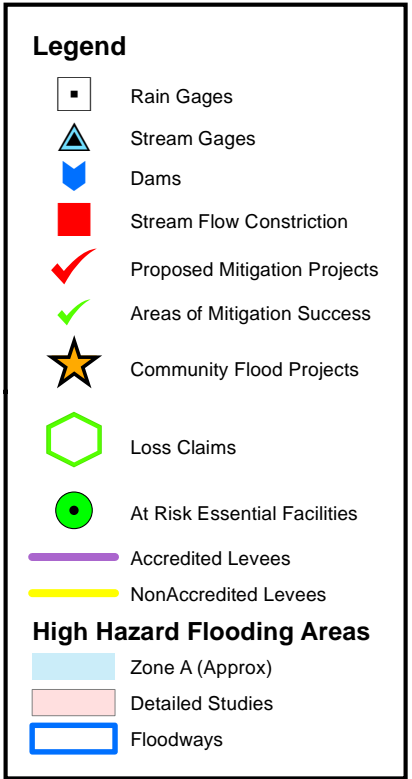 Legend
Rain Gages
Stream Gages
Dams
Stream Flow Constriction
Proposed Mitigation Projects
Areas of Mitigation Success
Community Flood Projects
Loss Claims
At Risk Essential Facilities
Accredited Levees
NonAccredited Levees
High Hazard Flooding Areas
Zone A (Approx)
Detailed Studies
Floodways